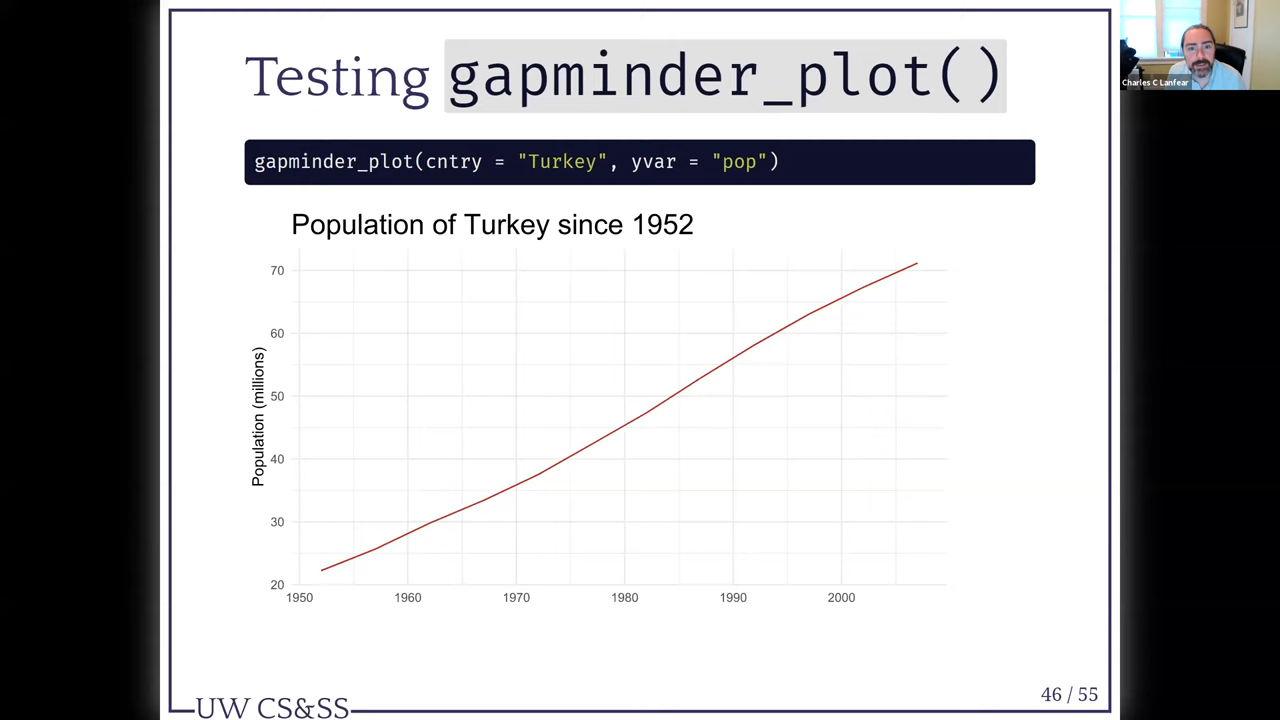 Testing gapminder_plot()
Charles C Lanfear
gapminder_plot(cntry = "Turkey", yvar = "pop")
Population of Turkey since 1952
Population (millions)
70
60
50
40
30
20
1950 1960 1970 1980 1990 2000
46 / 55
UW CS&SS